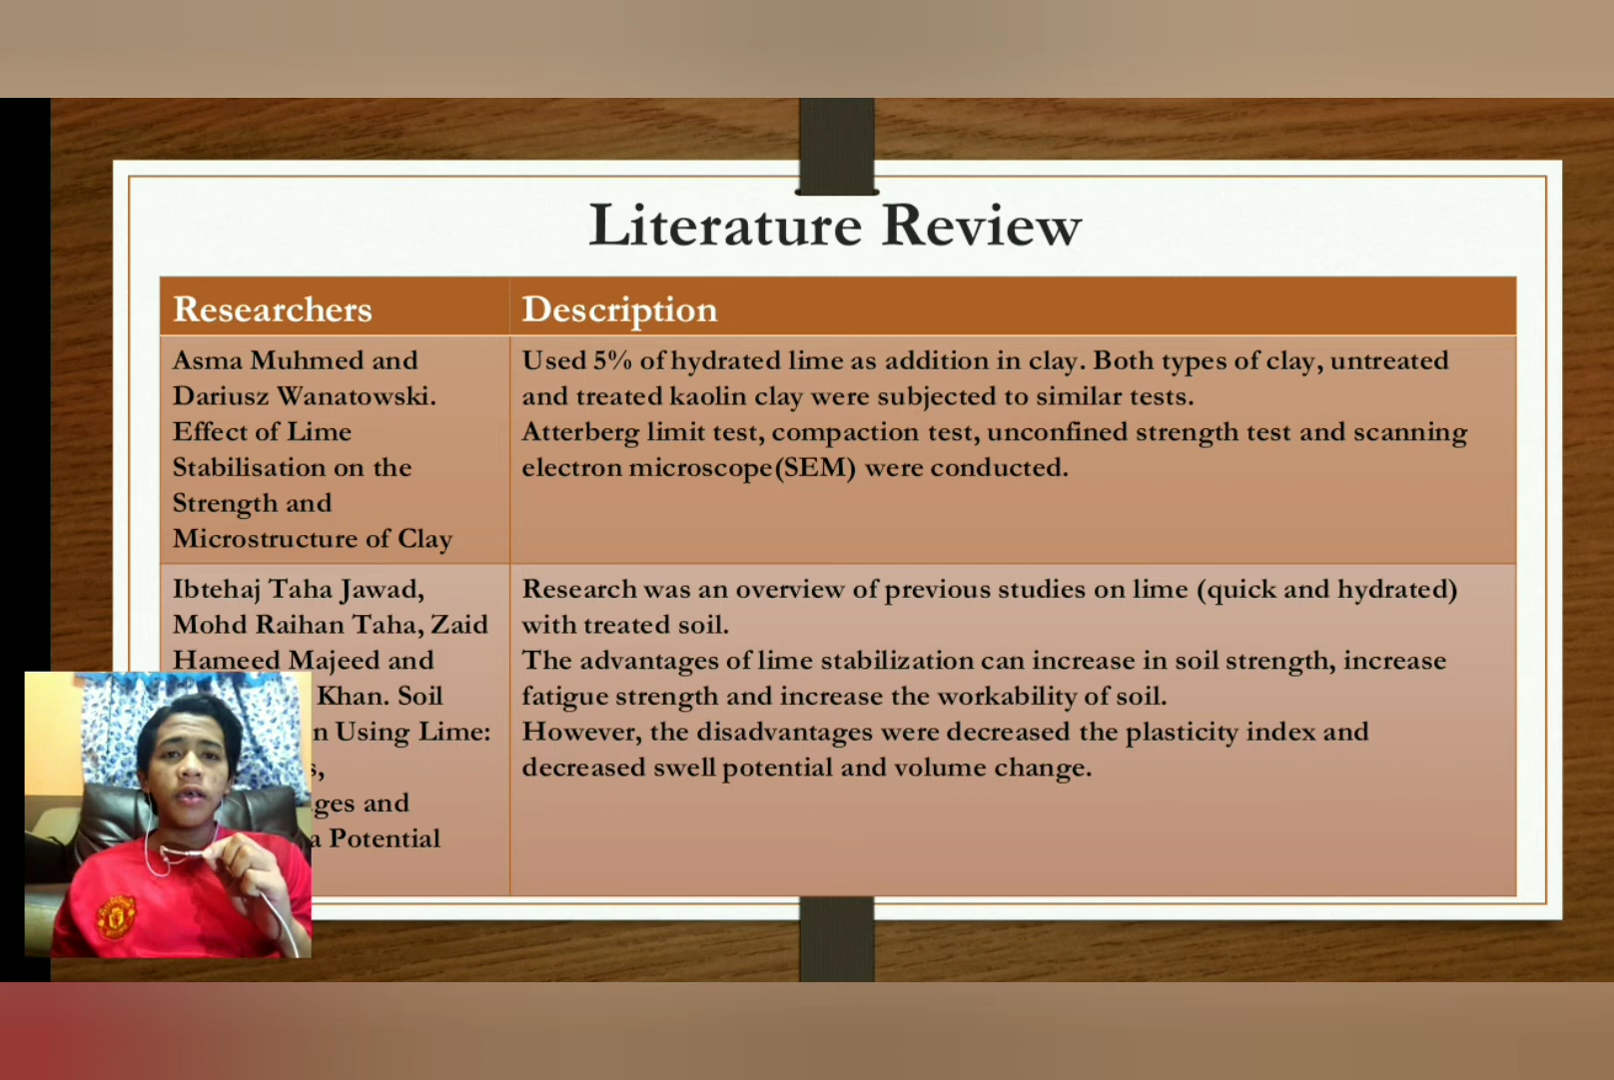 Literature Review
Researchers
Description
Asma Muhmed and
Dariusz Wanatowski.
Effect of Lime
Stabilisation on the
Strength and
Microstructure of Clay
Used 5% of hydrated lime as addition in clay. Both types of clay, untreated
and treated kaolin clay were subjected to similar tests.
Atterberg limit test, compaction test, unconfined strength test and scanning
electron microscope(SEM) were conducted.
Ibtehaj Taha Jawad,
Mohd Raihan Taha, Zaid
Hameed Majeed and
Khan. Soil
n Using Lime:
s,
ges and
a Potential
Research was an overview of previous studies on lime (quick and hydrated)
with treated soil.
The advantages of lime stabilization can increase in soil strength, increase
fatigue strength and increase the workability of soil.
However, the disadvantages were decreased the plasticity index and
decreased swell potential and volume change.